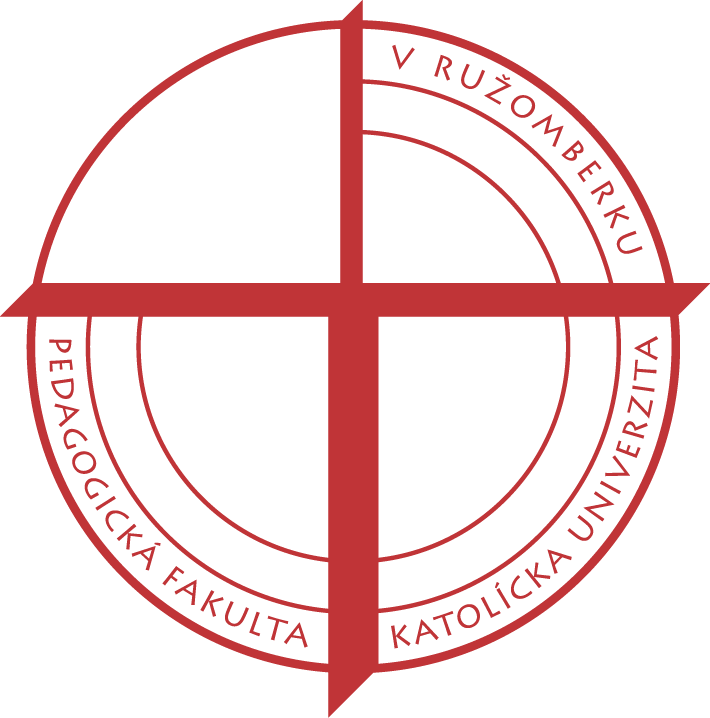 PEDAGOGICKÁ FAKULTA
KATOLÍCKA UNIVERZITA
V RUŽOMBERKU